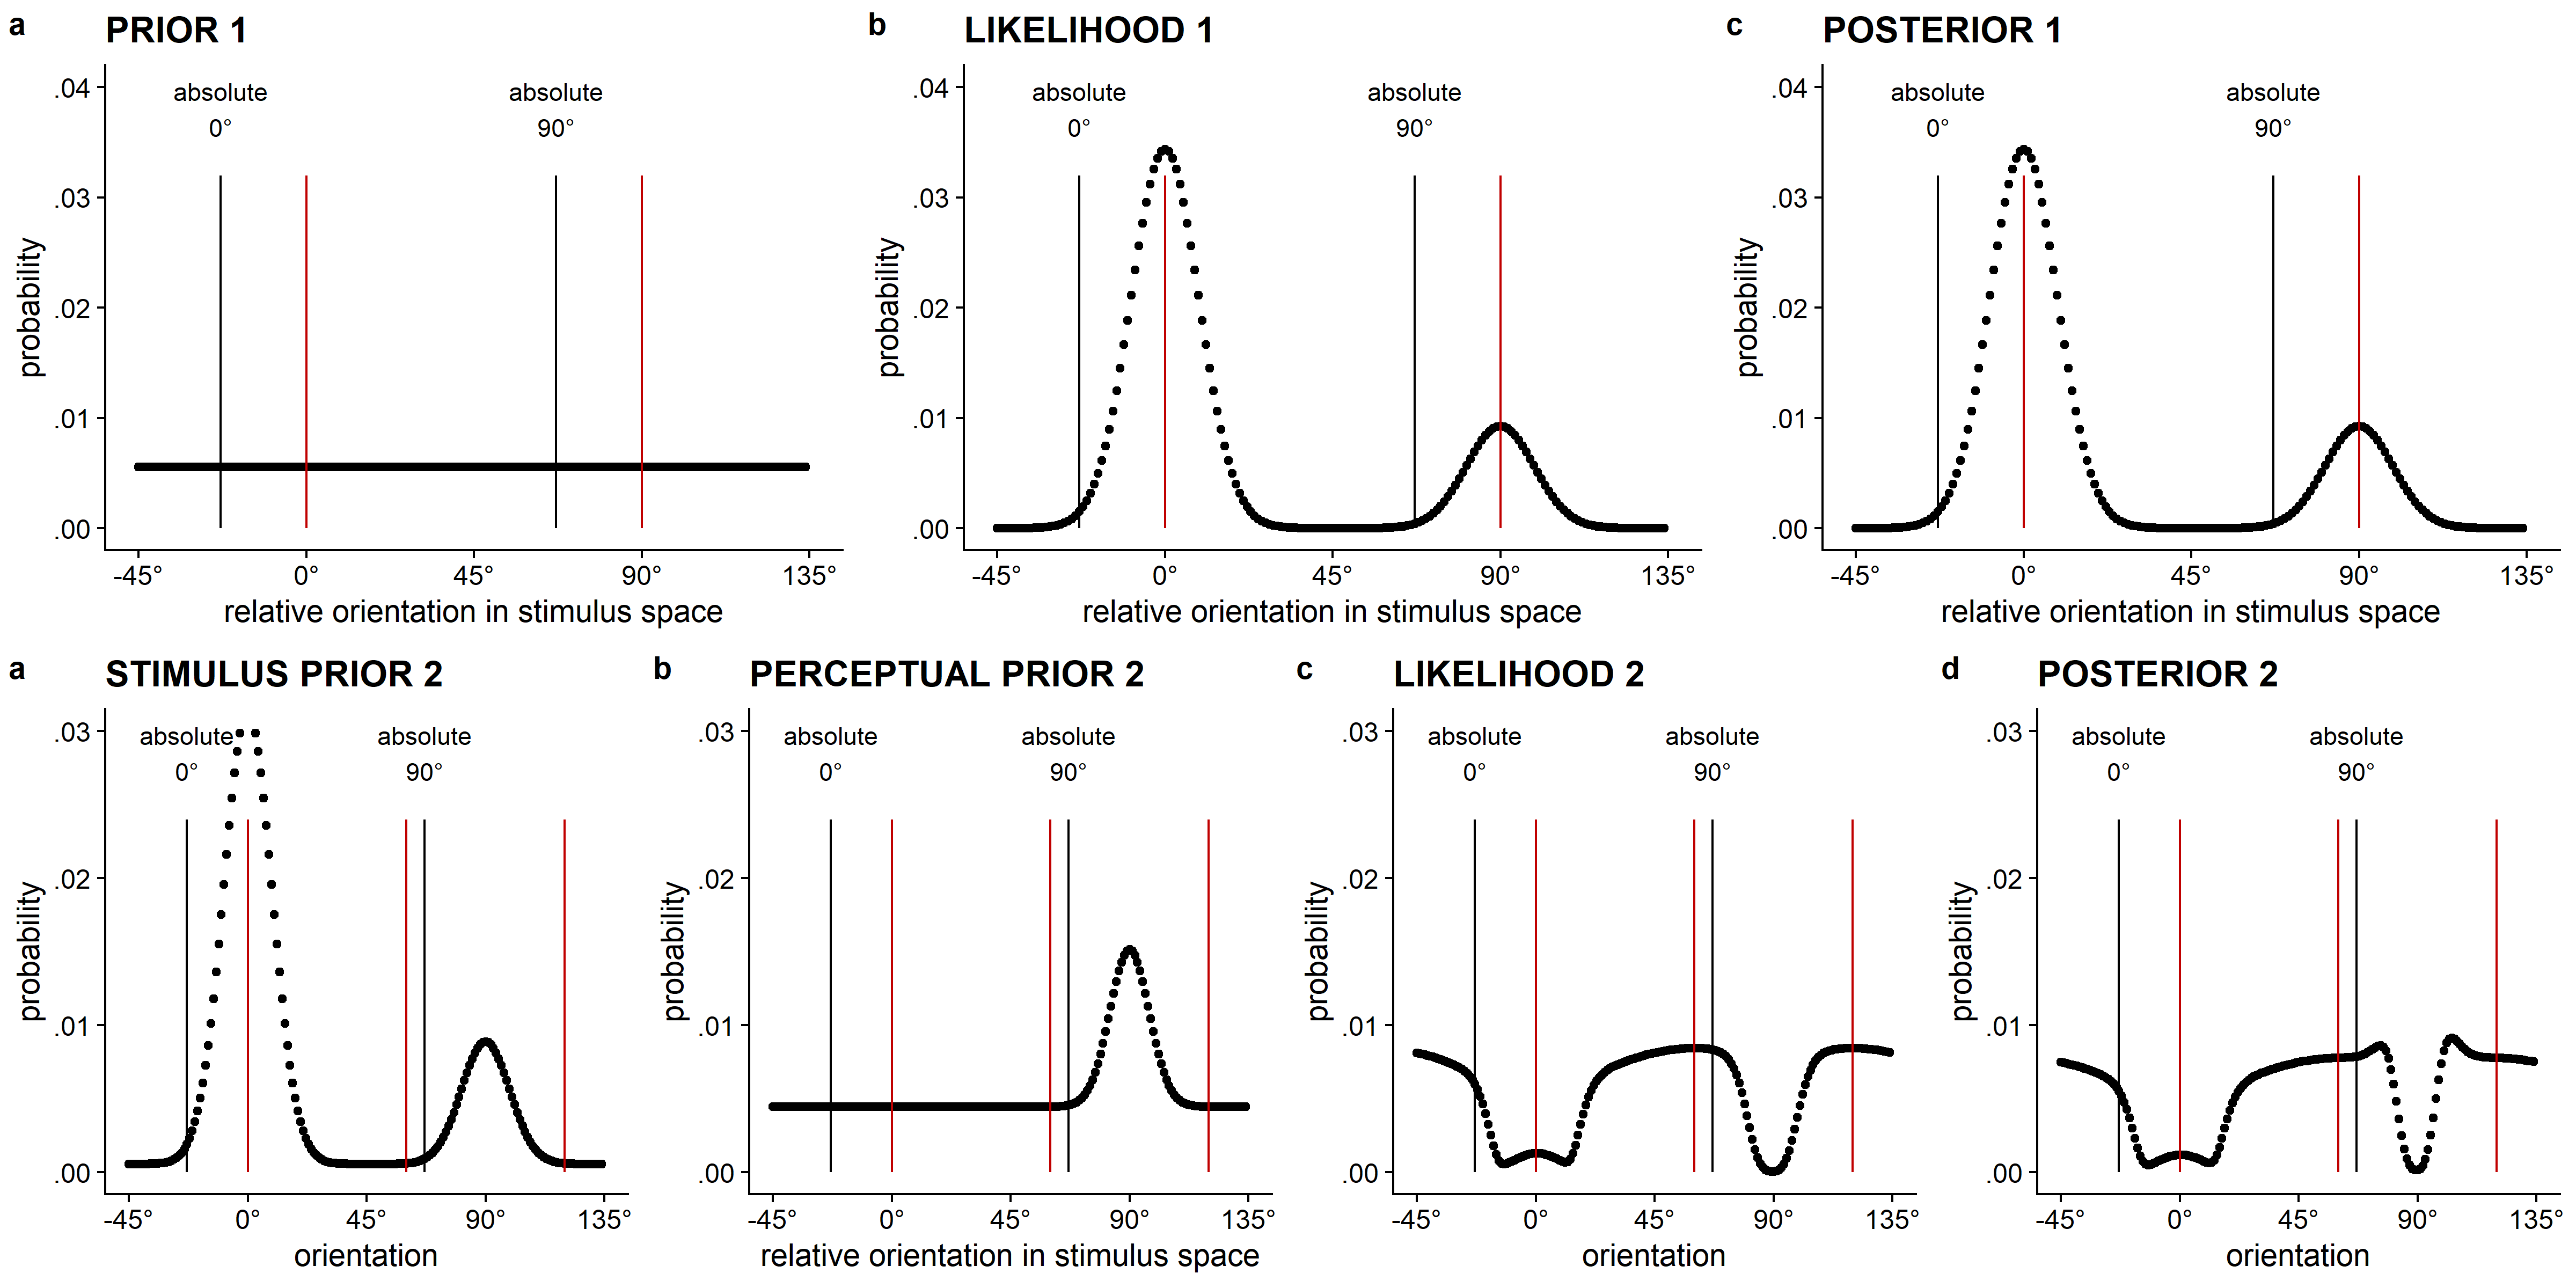 a PRIOR 1
.04
.03
.02
.01
.00
absolute absolute
0° 90°
probability
-45° 0° 45° 90° 135°
relative orientation in stimulus space
b LIKELIHOOD 1
.04
.03
.02
.01
.00
absolute absolute
0° 90°
probability
-45° 0° 45° 90° 135°
relative orientation in stimulus space
c POSTERIOR 1
.04
.03
.02
.01
.00
absolute absolute
0° 90°
probability
-45° 0° 45° 90° 135°
relative orientation in stimulus space
a STIMULUS PRIOR 2
.03
.02
.01
.00
absolute absolute
0° 90°
probability
-45° 0° 45° 90° 135°
orientation
b PERCEPTUAL PRIOR 2
.03
.02
.01
.00
absolute absolute
0° 90°
probability
-45° 0° 45° 90° 135°
relative orientation in stimulus space
c LIKELIHOOD 2
.03
.02
.01
.00
absolute absolute
0° 90°
probability
-45° 0° 45° 90° 135°
orientation
d POSTERIOR 2
.03
.02
.01
.00
absolute absolute
0° 90°
probability
-45° 0° 45° 90° 135°
orientation